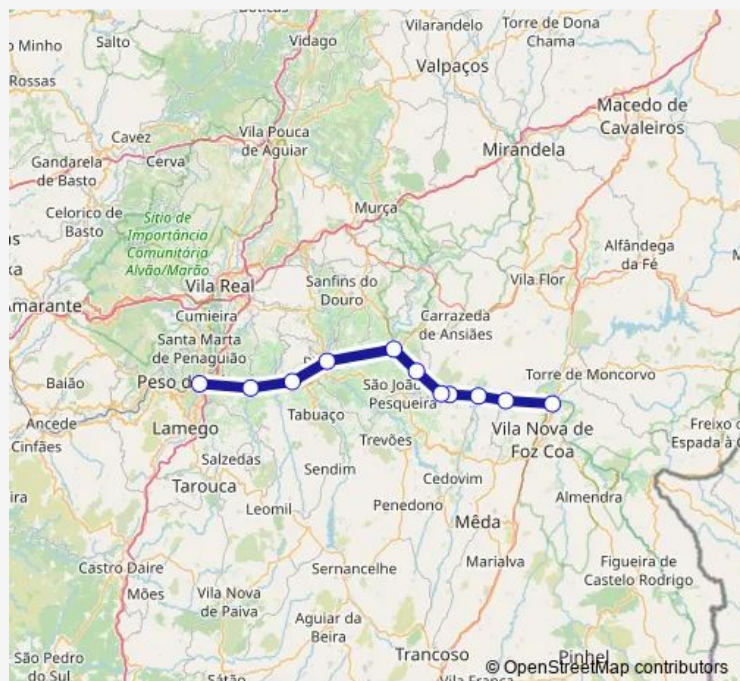 Boticas
o Minho
Salto
Vidago
Torre de Dona
Chama
Vilarandelo
Rossas
Valpaços
Macedo de
Cavaleiros
Cavez
Vila Pouca
de Aguiar
Mirandela
Gandarela
de Basto
Cerva
Celorico de
Basto
Murça
Sítio de
Importância
Comunitária
Alvão/Marão
Alfândega
da Fé
Sanfins do
Douro
Vila Flor
Vila Real
Amarante
Cumieira
Carrazeda
de Ansiães
Santa Marta
de Penaguião
Torre de Moncorvo
Baião
Peso d
São João
Pesqueira
Tabuaço
Ancede
Lamego
Vila Nova de
Foz Coa
Freixo d
Espada à C
Cinfães
Trevões
Salzedas
Sendim
Tarouca
Cedovim
Almendra
Leomil
Penedono
Mêda
Castro Daire
Sernancelhe
Marialva
Figueira de
Castelo Rodrigo
Mões
Vila Nova
de Paiva
Aguiar da
Beira
São Pedro
do Sul
Trancoso
Pinhel
© OpenStreetMap contributors
Sátão
Vila Franca